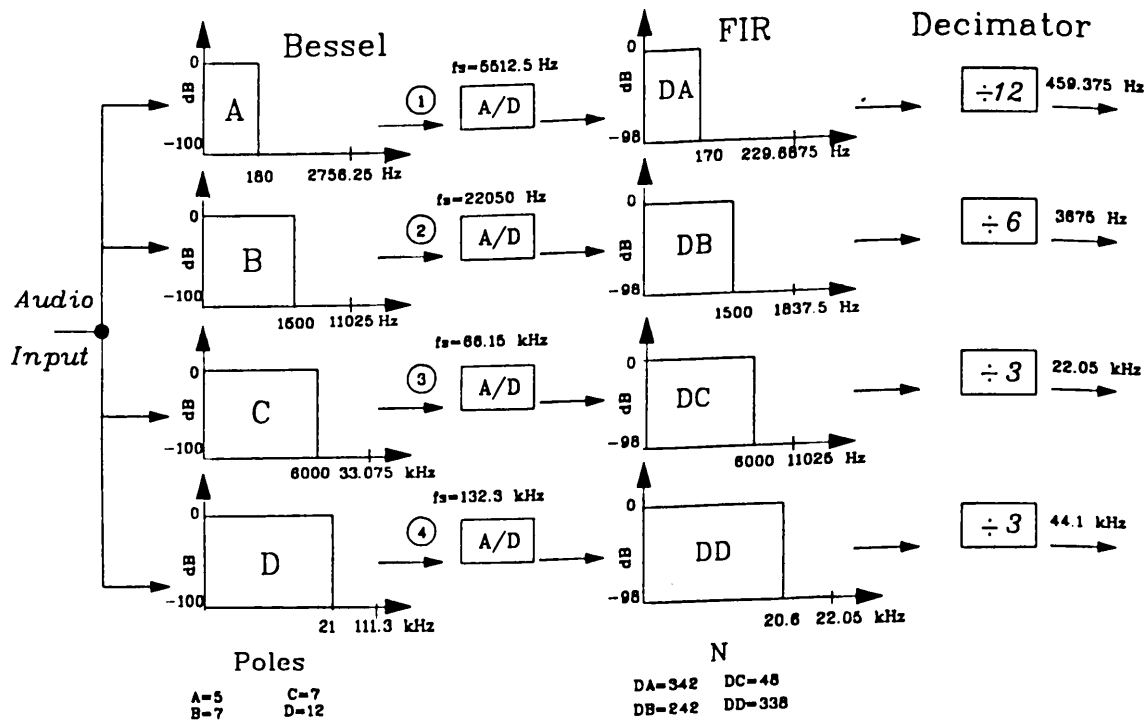 Bessel
FIR
Decimator
Audio
Input
0
dB
-100
A
180
2756.25 Hz
1
fs=5512.5 Hz
A/D
0
dB
-98
DA
170
229.6875 Hz
÷12
459.375 Hz
0
dB
-100
B
1600
11025 Hz
2
fs=22050 Hz
A/D
0
dB
-98
DB
1500
1837.5 Hz
÷6
3675 Hz
0
dB
-100
C
6000
33.075 kHz
3
fs=66.15 kHz
A/D
0
dB
-98
DC
6000
11025 Hz
÷3
22.05 kHz
0
dB
-100
D
21
111.3 kHz
4
fs=132.3 kHz
A/D
0
dB
-98
DD
20.6
22.05 kHz
÷3
44.1 kHz
Poles
A=5 C=7
B=7 D=12
N
DA=342 DC=48
DB=242 DD=338